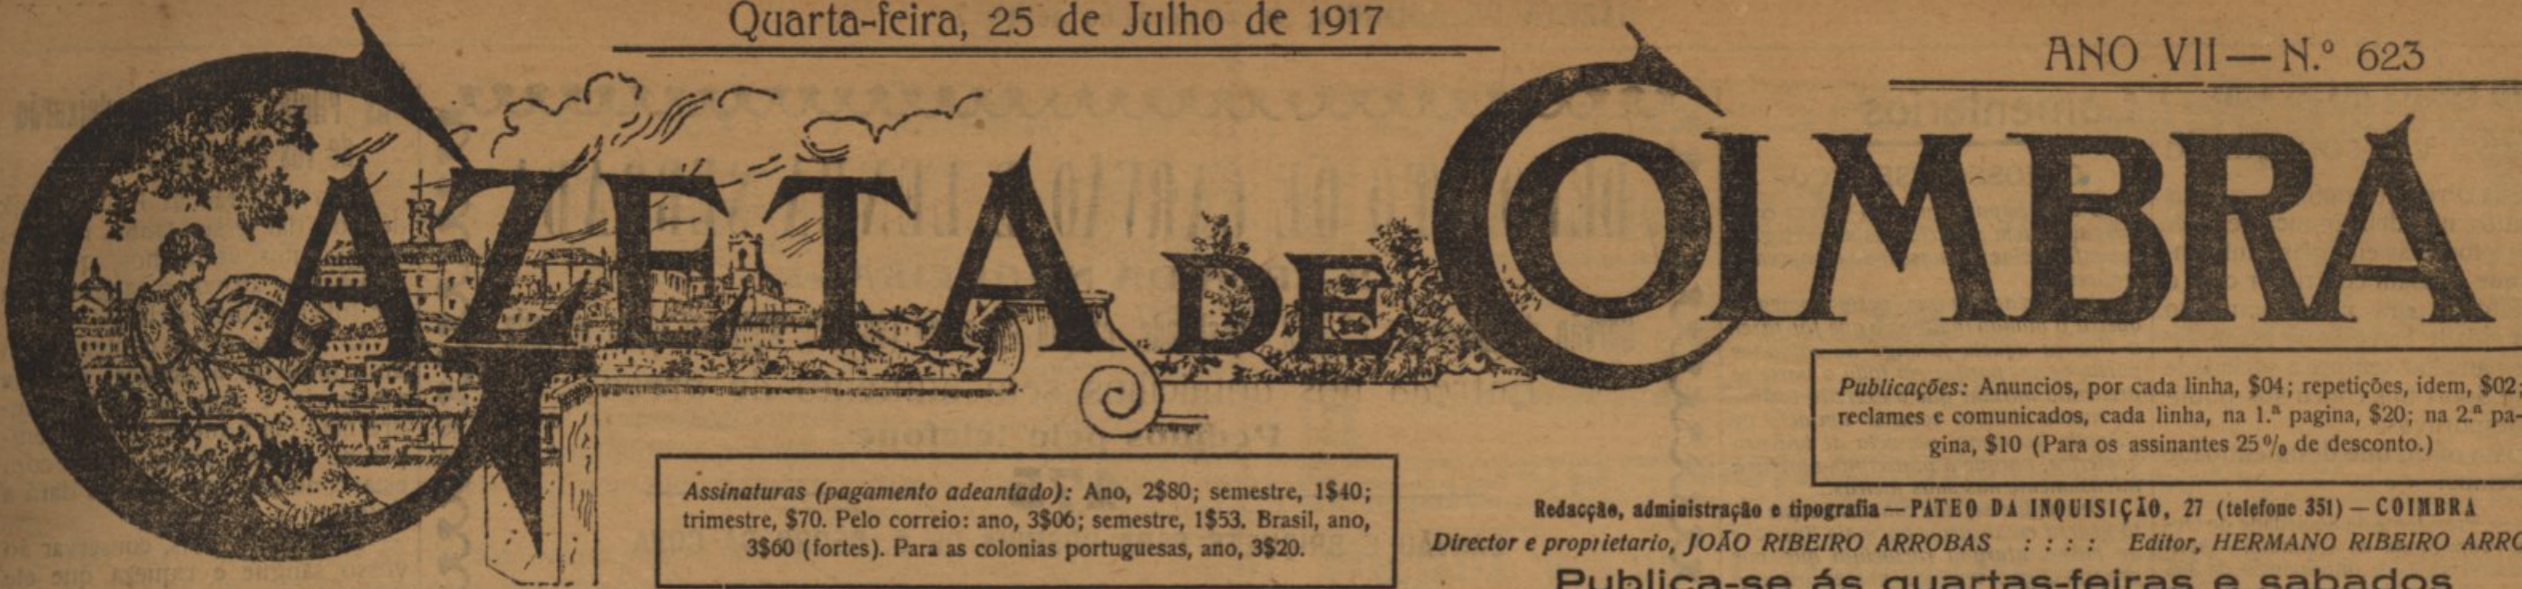 Quarta-feira, 25 de Julho de 1917
ANO VII—N.º 623
GAZETA DE COIMBRA
Publicações: Anuncios, por cada linha, $04; repetições, idem, $02;
reclames e comunicados, cada linha, na 1.ª pagina, $20; na 2.ª pa-
gina, $10 (Para os assinantes 25% de desconto.)
Assinaturas (pagamento adeantado): Ano, 2$80; semestre, 1$40;
trimestre, $70. Pelo correio: ano, 3$06; semestre, 1$53. Brasil, ano,
3$60 (fortes). Para as colonias portuguesas, ano, 3$20.
Redacção, administração e tipografia—PATEO DA INQUISIÇÃO, 27 (telefone 351)—COIMBRA
Director e proprietario, JOÃO RIBEIRO ARROBAS : : : : Editor, HERMANO RIBEIRO ARRO
Publica-se ás quartas-feiras e sabados